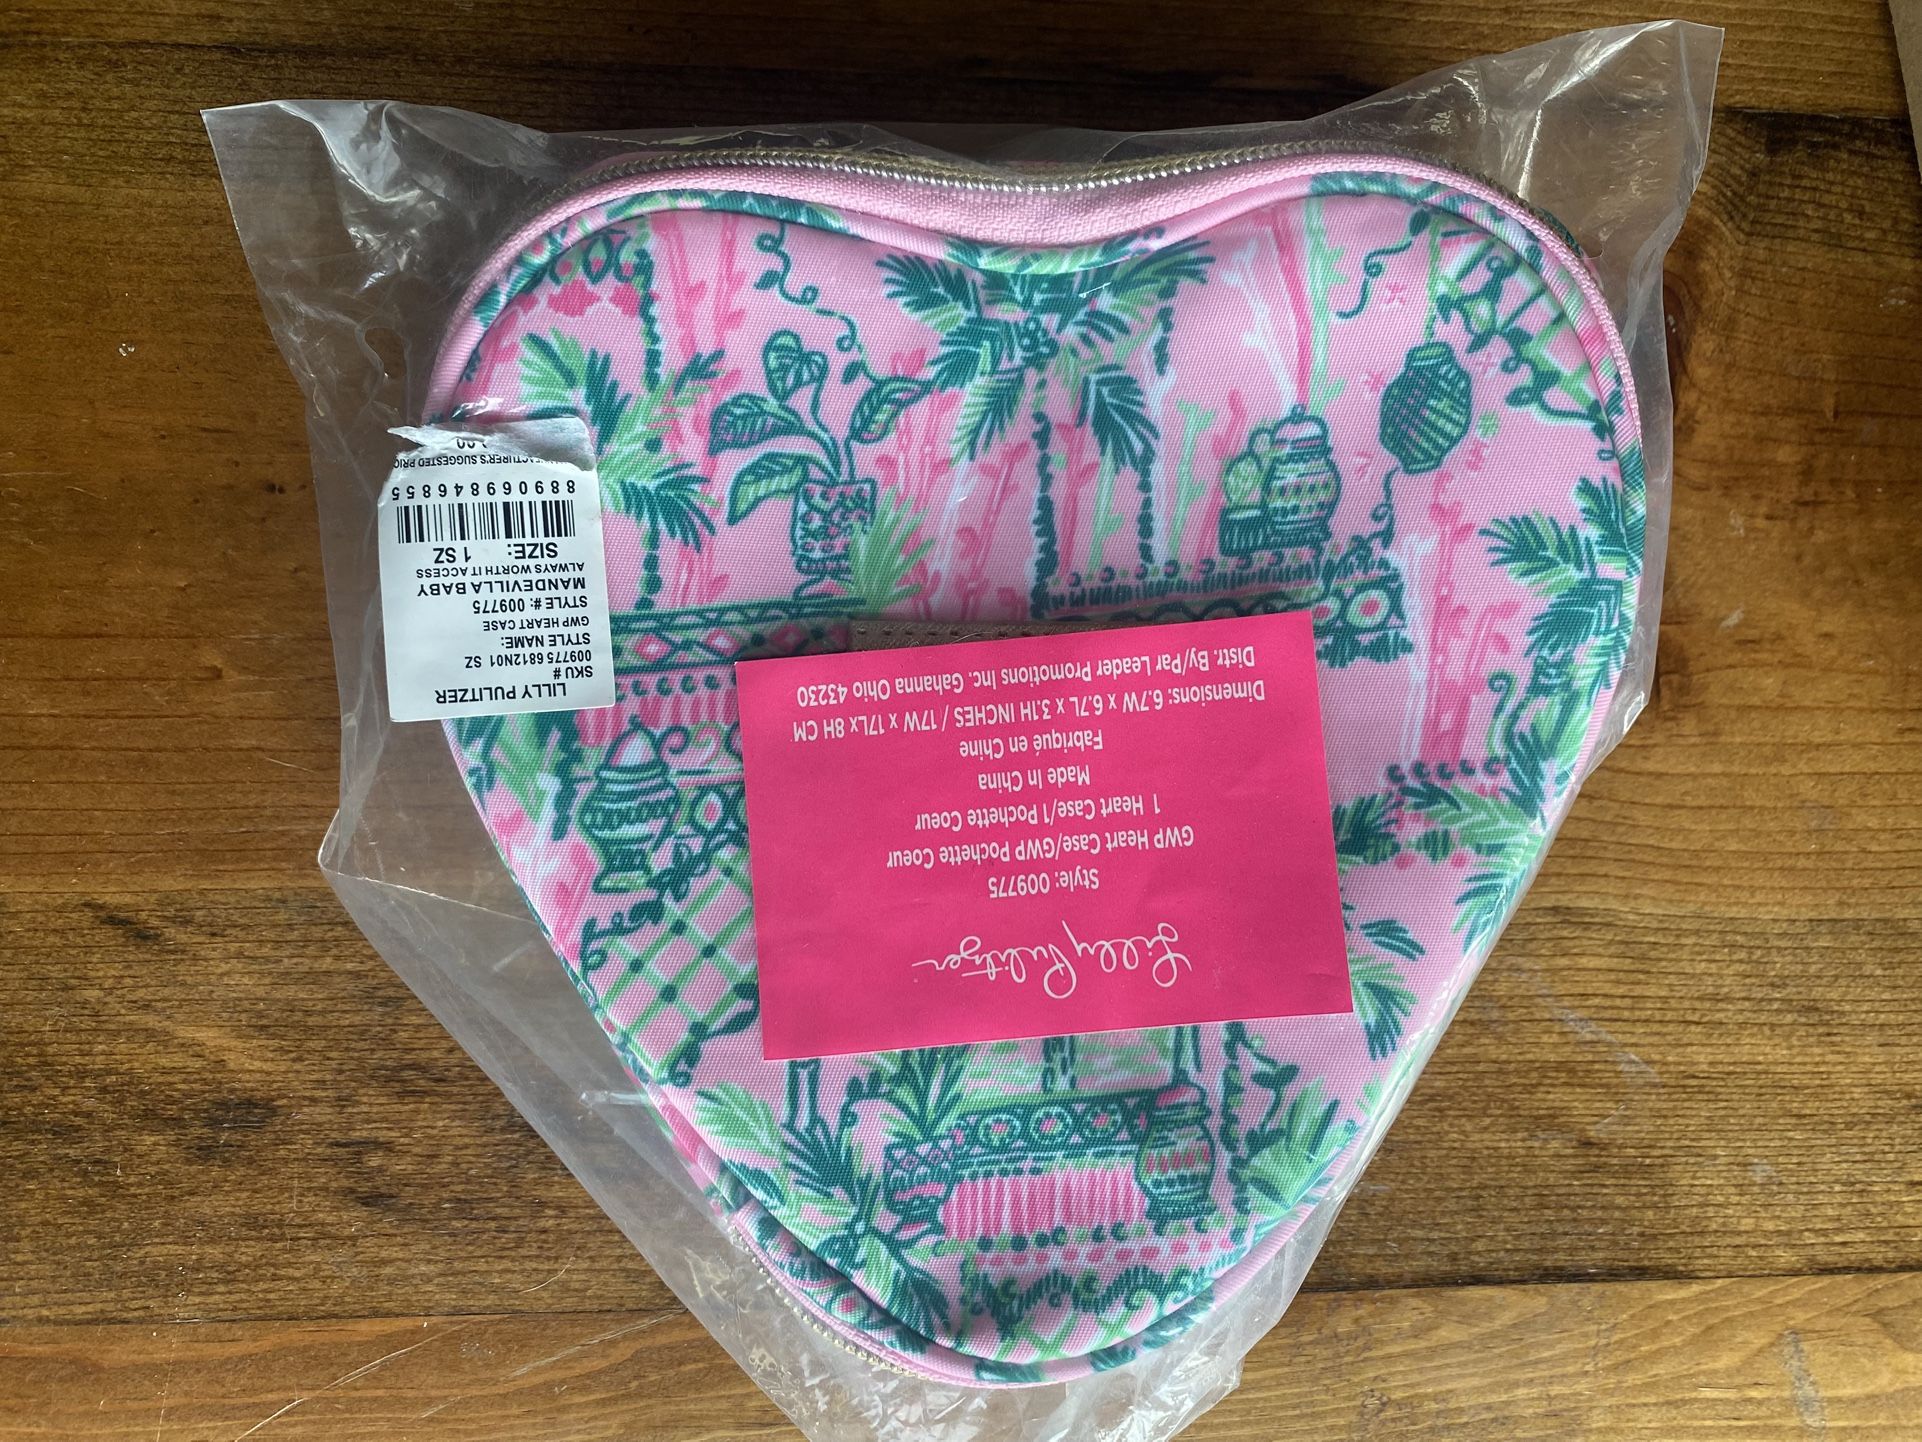 LILLY PULITZER
SKU #
009775 6812N01 SZ
STYLE NAME:
GWP HEART CASE
STYLE #: 009775
MANDEVILLA BABY
ALWAYS WORTH IT ACCESS
SIZE: 1 SZ
889069846855
SUGGESTED
Lilly Pulitzer
Style: 009775
GWP Heart Case/GWP Pochette Coeur
1 Heart Case/1 Pochette Coeur
Made In China
Fabriqué en Chine
Dimensions: 6.7W x 6.7L x 3.1H INCHES / 17W x 17Lx 8H CM
Distr. By/Par Leader Promotions Inc. Gahanna Ohio 43230